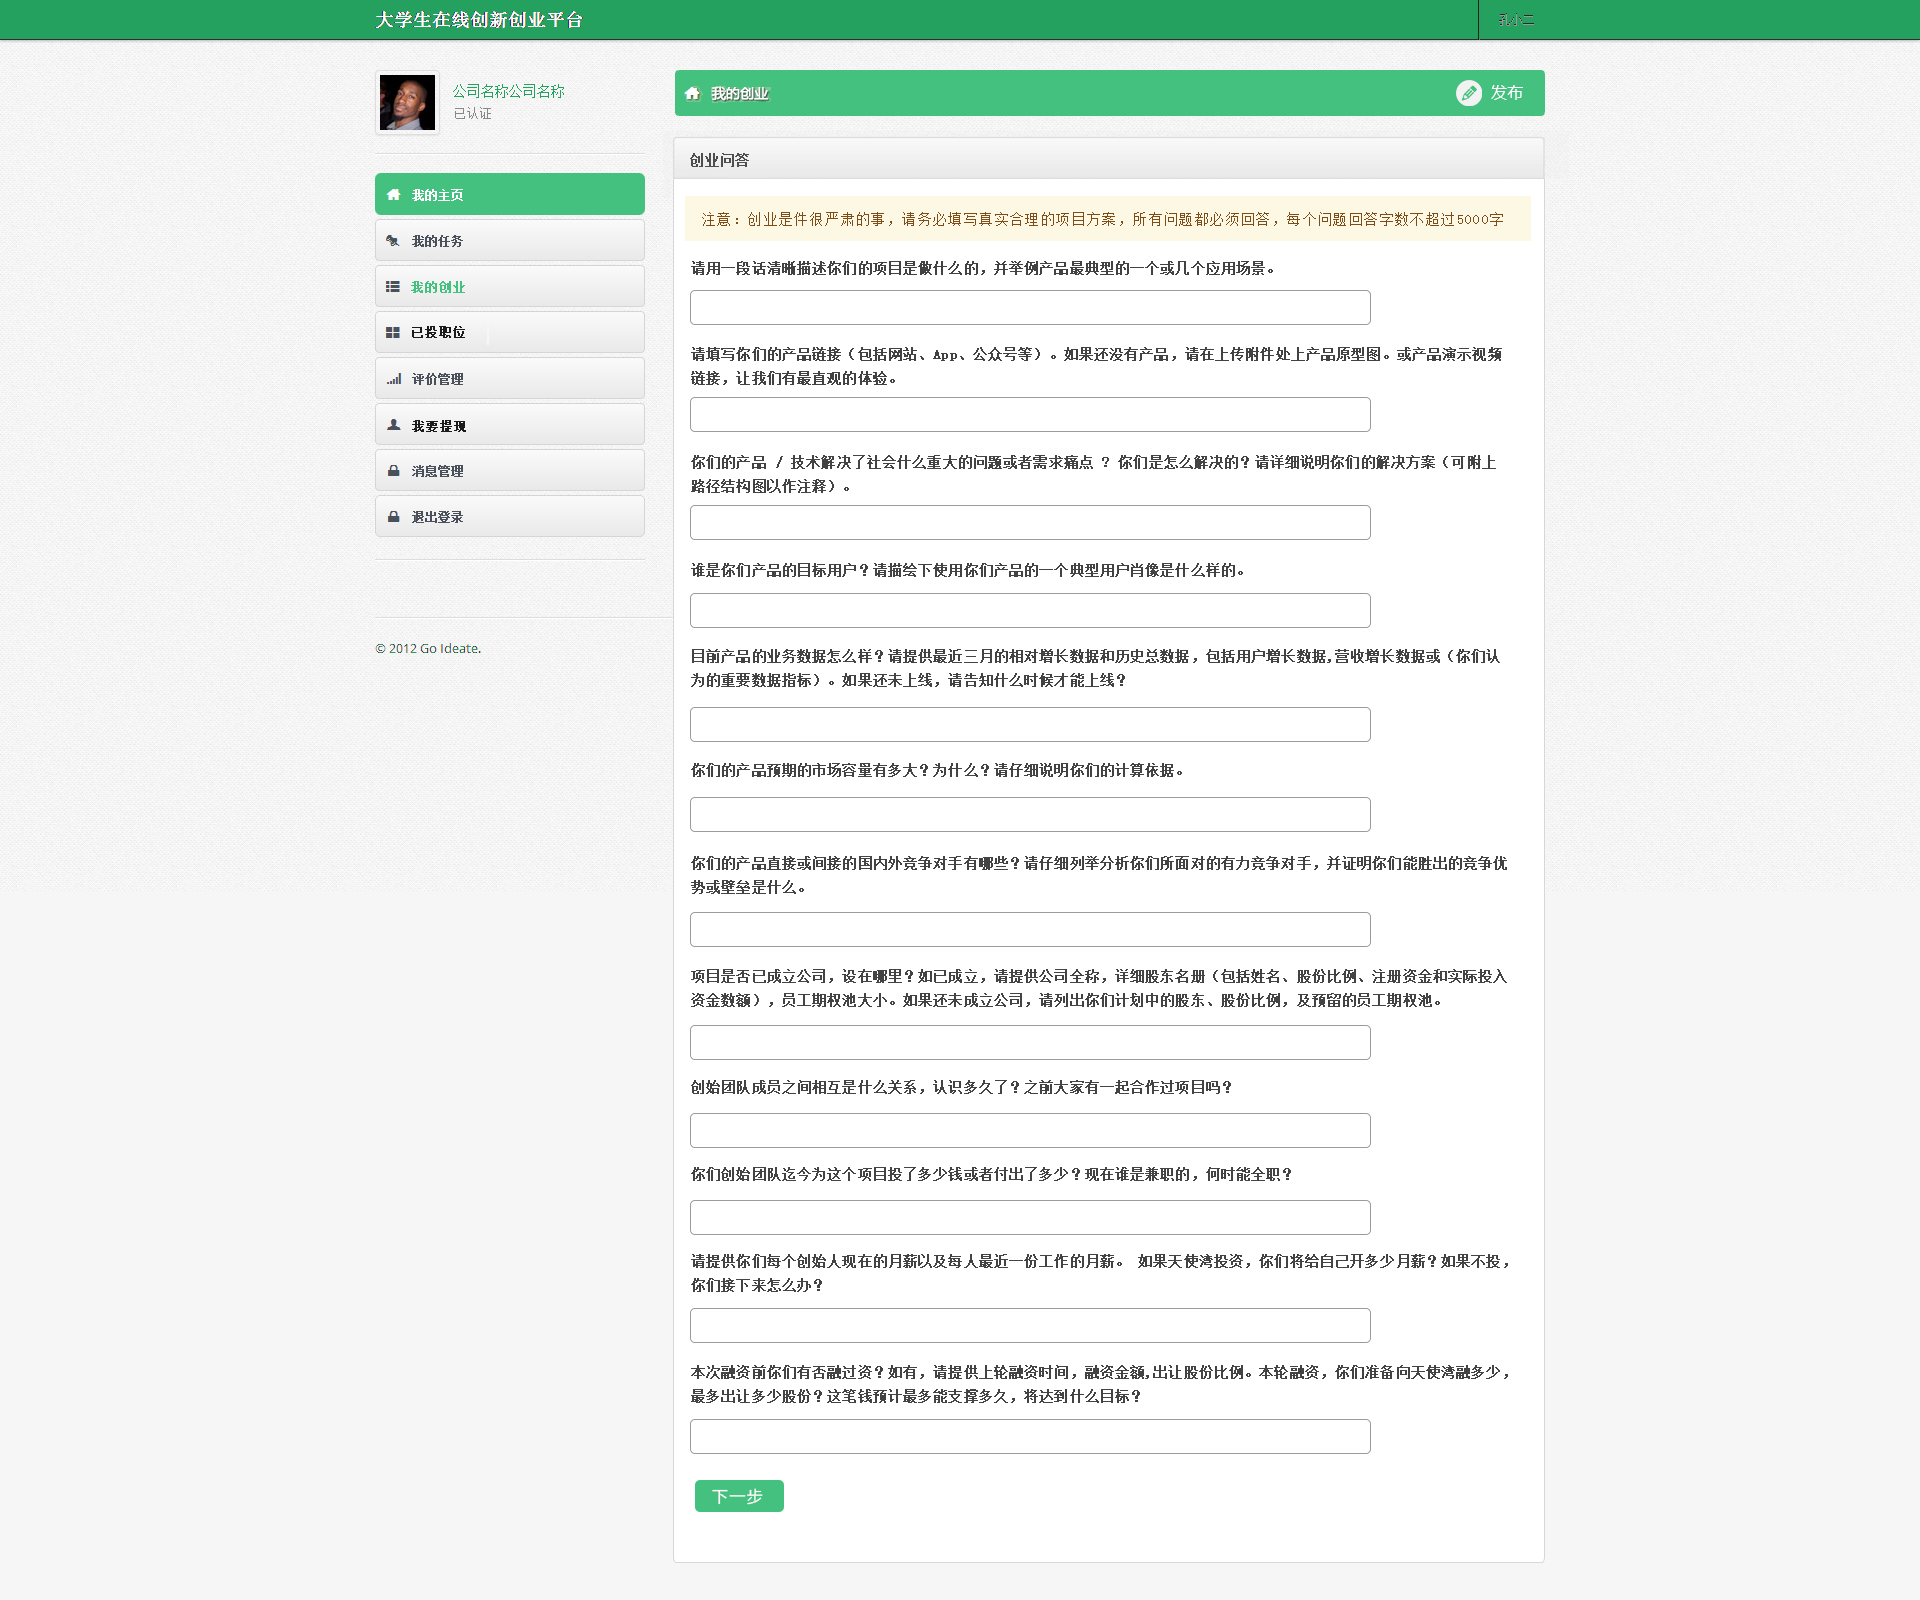 大学生在线创新创业平台
孔小二
公司名称公司名称
已认证
我的主页
我的任务
我的创业
已投职位
评价管理
我要提现
消息管理
退出登录
© 2012 Go Ideate.
我的创业
发布
创业问答
注意：创业是件很严肃的事，请务必填写真实合理的项目方案，所有问题都必须回答，每个问题回答字数不超过5000字
请用一段话清晰描述你们的项目是做什么的，并举例产品最典型的一个或几个应用场景。
请填写你们的产品链接（包括网站、App、公众号等）。如果还没有产品，请在上传附件处上产品原型图。或产品演示视频
链接，让我们有最直观的体验。
你们的产品 / 技术解决了社会什么重大的问题或者需求痛点 ？你们是怎么解决的？请详细说明你们的解决方案（可附上
路径结构图以作注释）。
谁是你们产品的目标用户？请描绘下使用你们产品的一个典型用户肖像是什么样的。
目前产品的业务数据怎么样？请提供最近三月的相对增长数据和历史总数据，包括用户增长数据,营收增长数据或（你们认
为的重要数据指标）。如果还未上线，请告知什么时候才能上线？
你们的产品预期的市场容量有多大？为什么？请仔细说明你们的计算依据。
你们的产品直接或间接的国内外竞争对手有哪些？请仔细列举分析你们所面对的有力竞争对手，并证明你们能胜出的竞争优
势或壁垒是什么。
项目是否已成立公司，设在哪里？如已成立，请提供公司全称，详细股东名册（包括姓名、股份比例、注册资金和实际投入
资金数额），员工期权池大小。如果还未成立公司，请列出你们计划中的股东、股份比例，及预留的员工期权池。
创始团队成员之间相互是什么关系，认识多久了？之前大家有一起合作过项目吗？
你们创始团队迄今为这个项目投了多少钱或者付出了多少？现在谁是兼职的，何时能全职？
请提供你们每个创始人现在的月薪以及每人最近一份工作的月薪。 如果天使湾投资，你们将给自己开多少月薪？如果不投，
你们接下来怎么办？
本次融资前你们有否融过资？如有，请提供上轮融资时间，融资金额,出让股份比例。本轮融资，你们准备向天使湾融多少，
最多出让多少股份？这笔钱预计最多能支撑多久，将达到什么目标？
下一步